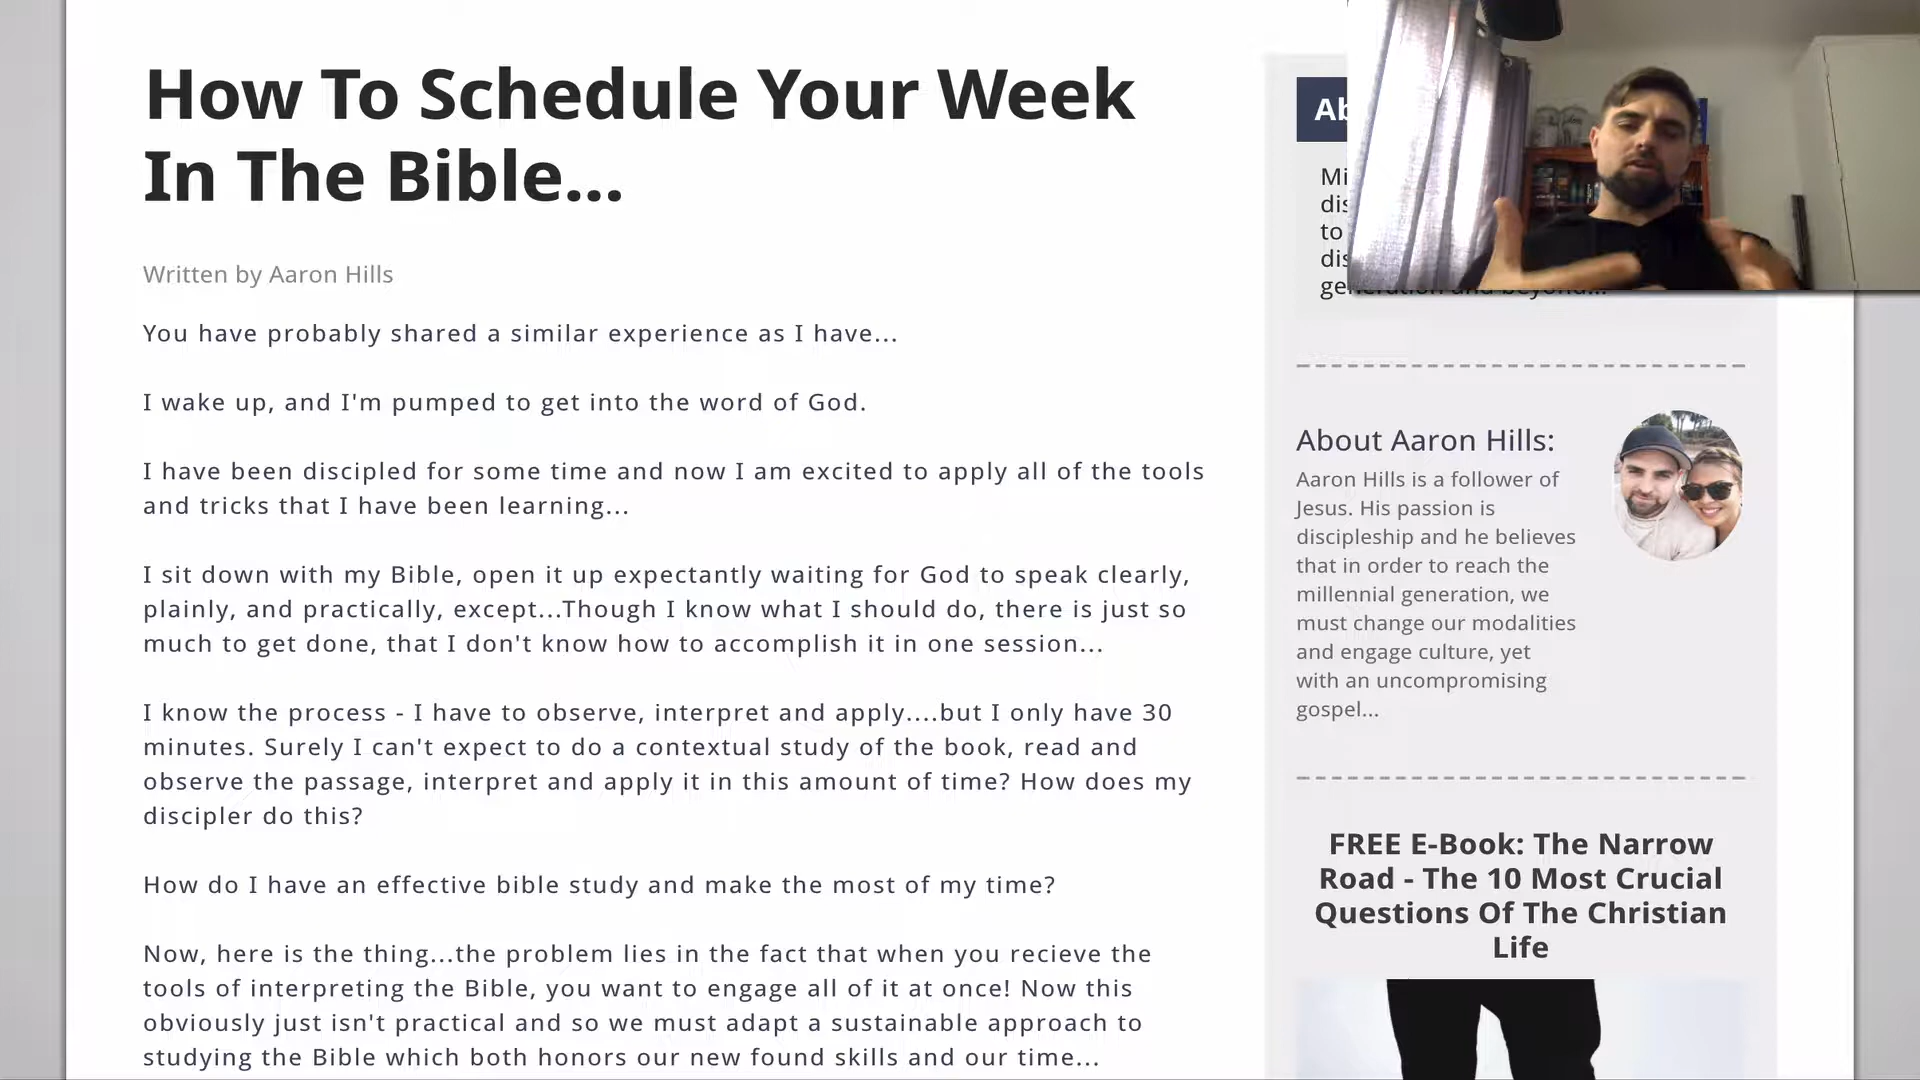 How To Schedule Your Week
In The Bible...
Written by Aaron Hills
You have probably shared a similar experience as I have...
I wake up, and I'm pumped to get into the word of God.
I have been discipled for some time and now I am excited to apply all of the tools
and tricks that I have been learning...
I sit down with my Bible, open it up expectantly waiting for God to speak clearly,
plainly, and practically, except...Though I know what I should do, there is just so
much to get done, that I don't know how to accomplish it in one session...
I know the process - I have to observe, interpret and apply....but I only have 30
minutes. Surely I can't expect to do a contextual study of the book, read and
observe the passage, interpret and apply it in this amount of time? How does my
discipler do this?
How do I have an effective bible study and make the most of my time?
Now, here is the thing...the problem lies in the fact that when you recieve the
tools of interpreting the Bible, you want to engage all of it at once! Now this
obviously just isn't practical and so we must adapt a sustainable approach to
studying the Bible which both honors our new found skills and our time...
to
generation and beyond...
About Aaron Hills:
Aaron Hills is a follower of
Jesus. His passion is
discipleship and he believes
that in order to reach the
millennial generation, we
must change our modalities
and engage culture, yet
with an uncompromising
gospel...
FREE E-Book: The Narrow
Road - The 10 Most Crucial
Questions Of The Christian
Life